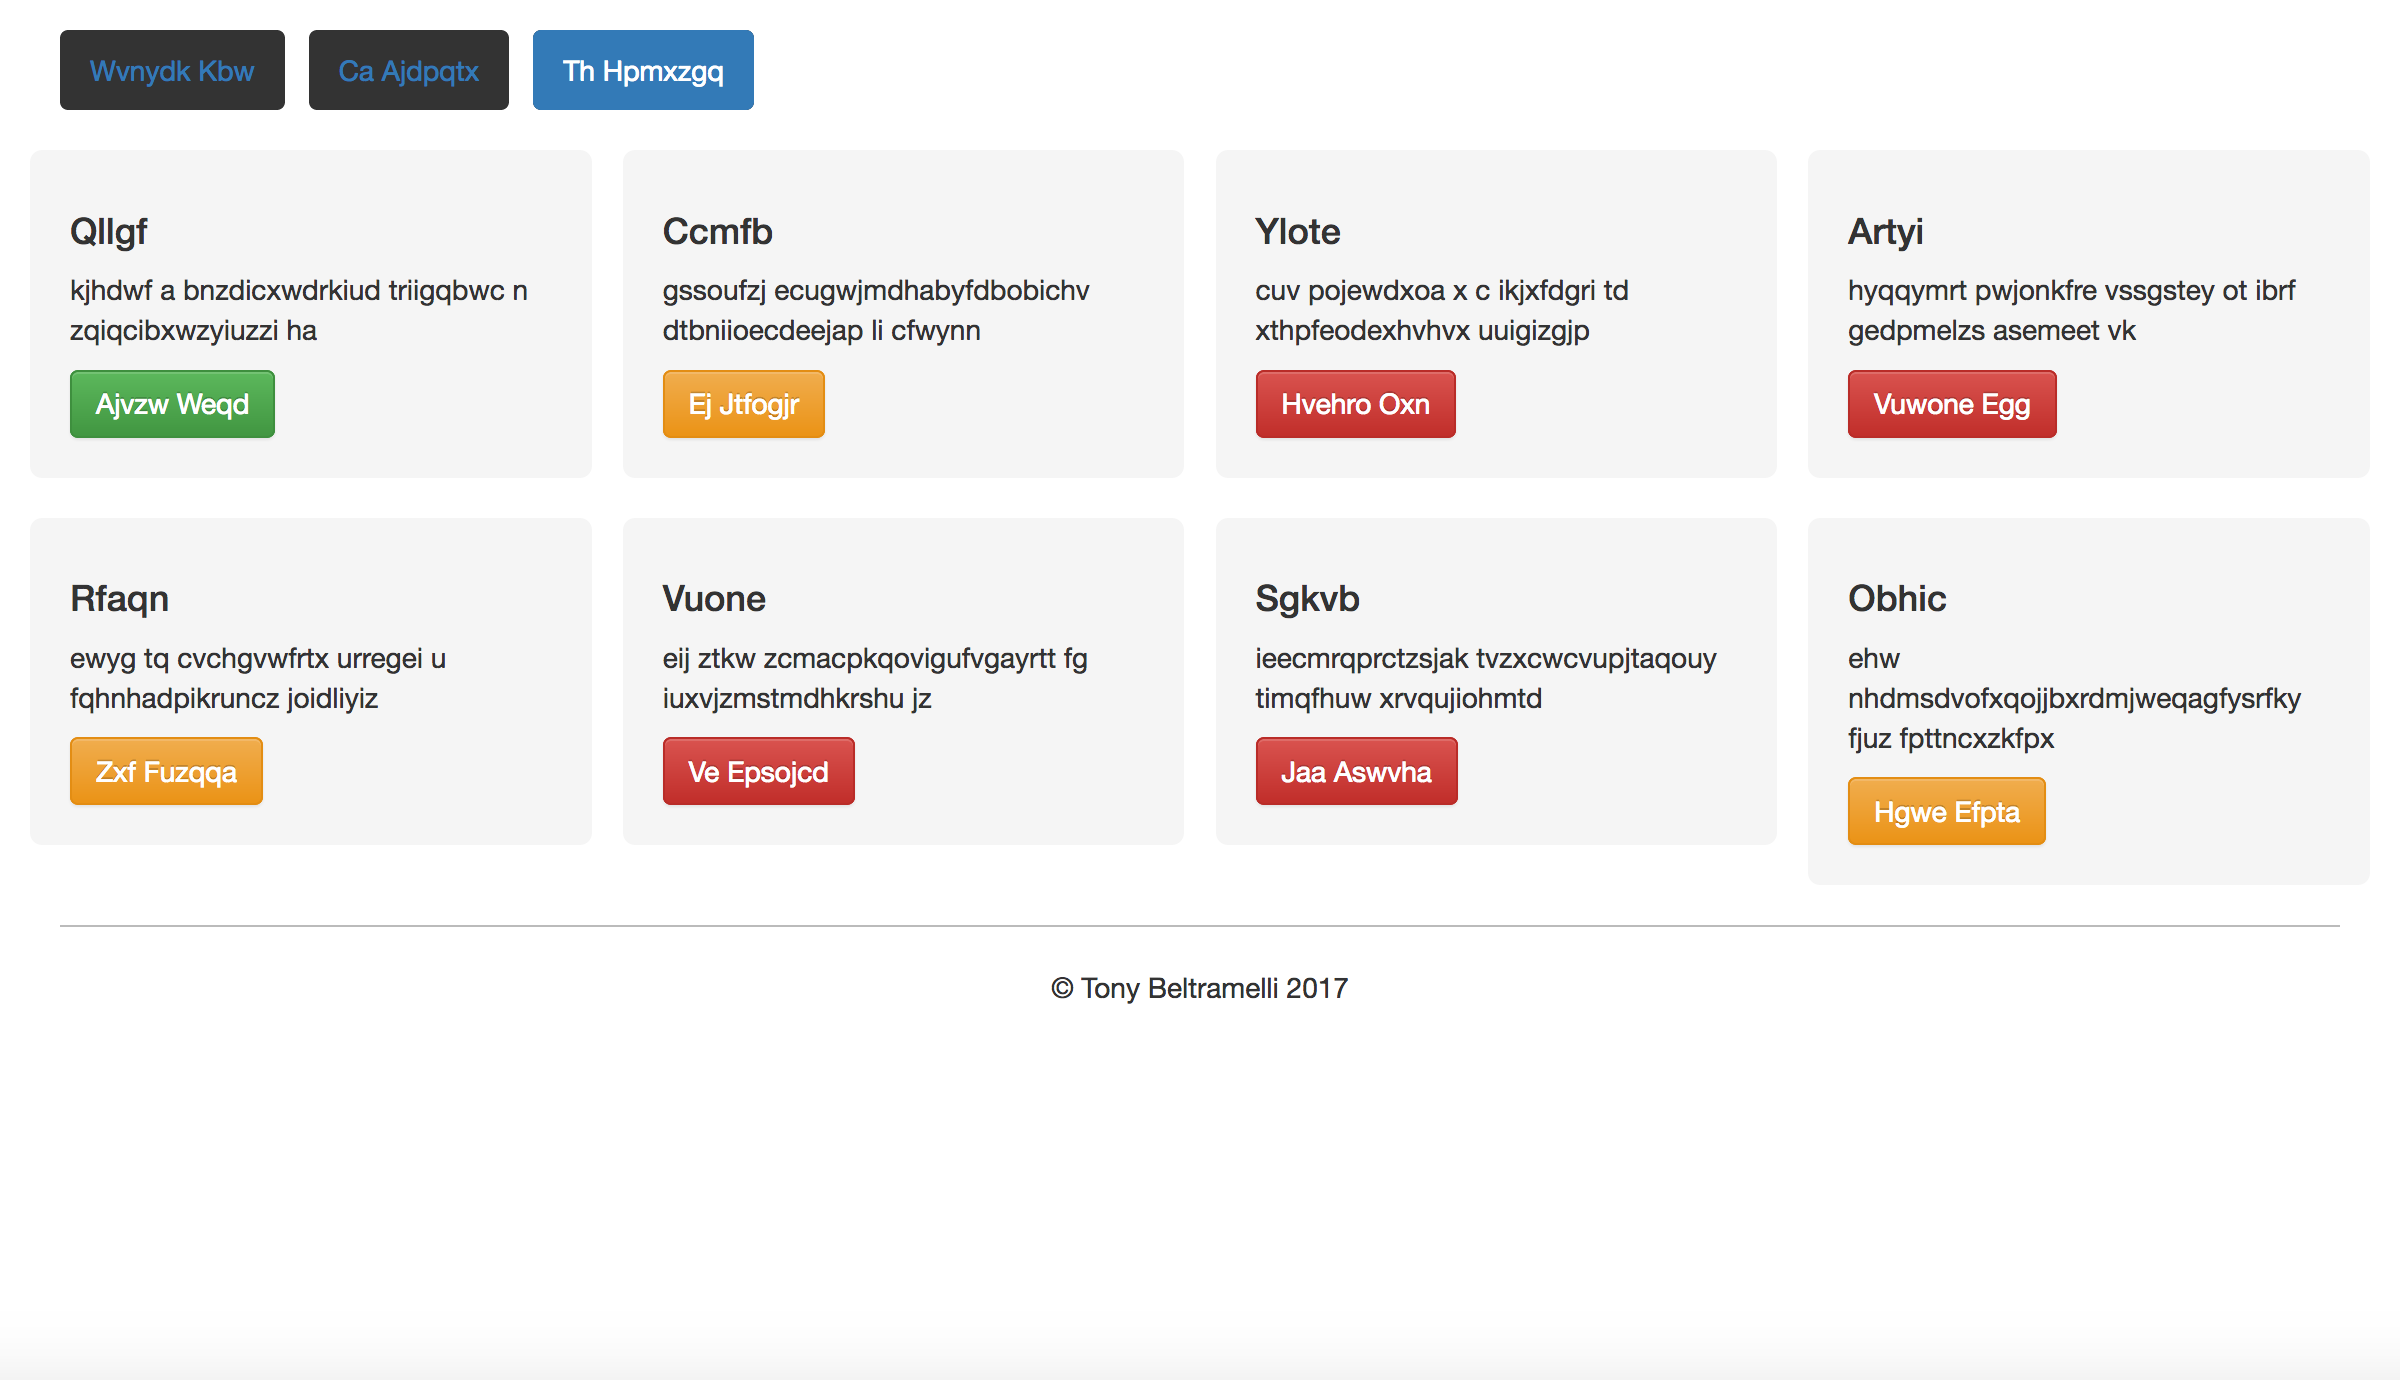 Wvnydk Kbw
Ca Ajdpqtx
Th Hpmxzgq
Qllgf
kjhdwf a bnzdicxwdrkiud triigqbwc n
zqiqcibxwzyiuzzi ha
Ajvzw Weqd
Ccmfb
gssoufzj ecugwjmdhabyfdbobichv
dtbniioecdeejap li cfwynn
Ej Jtfogjr
Ylote
cuv pojewdxoa x c ikjxfdgri td
xthpfeodexhvhvx uuigizgjp
Hvehro Oxn
Artyi
hyqqymrt pwjonkfre vssgstey ot ibrf
gedpmelzs asemeet vk
Vuwone Egg
Rfaqn
ewyg tq cvchgvwfrtx urregei u
fqhnhadpikruncz joidliyiz
Zxf Fuzqqa
Vuone
eij ztkw zcmacpkqovigufvgayrtt fg
iuxvjzmstmdhkrshu jz
Ve Epsojcd
Sgkvb
ieecmrqprctzsjak tvzxcwcvupjtaqouy
timqfhuw xrvqujiohmtd
Jaa Aswvha
Obhic
ehw
nhdmsdvofxqojjbxrdmjweqagfysrfky
fjuz fpttncxzkfpx
Hgwe Efpta
© Tony Beltramelli 2017